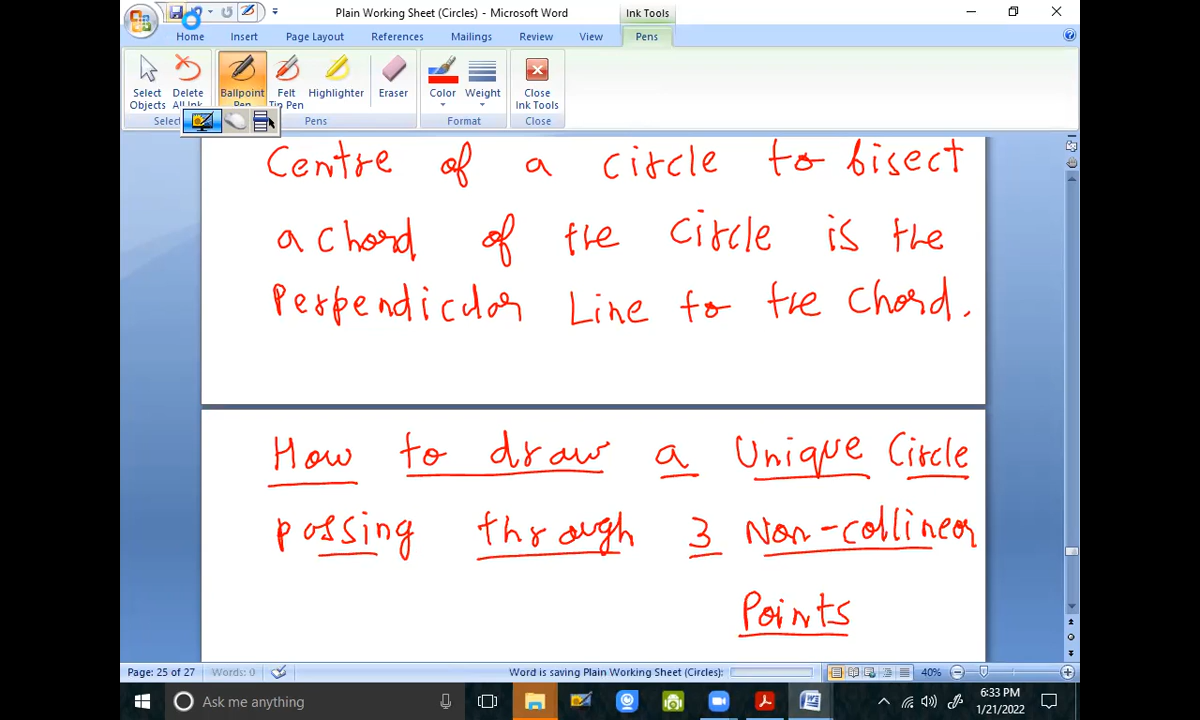 Plain Working Sheet (Circles) - Microsoft Word
Ink Tools
Home Insert Page Layout References Mailings Review View Pens
Select Objects
Delete All Ink
Ballpoint Pen
Felt Tip Pen
Highlighter
Eraser
Color
Weight
Close Ink Tools
Select Pens Format Close
Centre of a circle to bisect
a chord of the Circle is the
Perpendicular Line to the Chord.
How to draw a Unique Circle
passing through 3 Non-collinear
Points
Page: 25 of 27 Words: 0 Word is saving Plain Working Sheet (Circles): 40%
Ask me anything
6:33 PM
1/21/2022